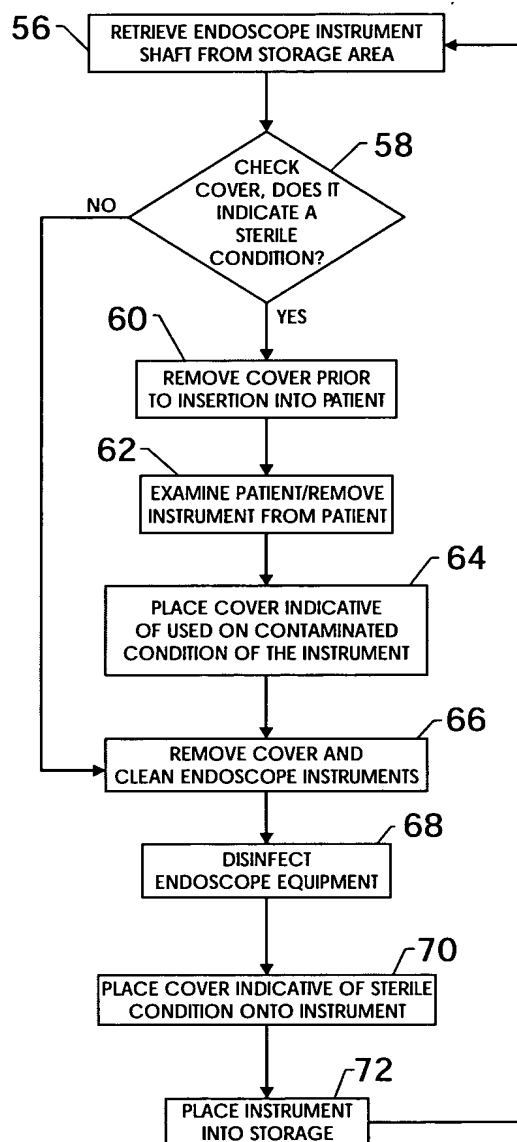 56
RETRIEVE ENDOSCOPE INSTRUMENT
SHAFT FROM STORAGE AREA
58
CHECK
COVER, DOES IT
INDICATE A
STERILE
CONDITION?
NO
YES
60
REMOVE COVER PRIOR
TO INSERTION INTO PATIENT
62
EXAMINE PATIENT/REMOVE
INSTRUMENT FROM PATIENT
64
PLACE COVER INDICATIVE
OF USED ON CONTAMINATED
CONDITION OF THE INSTRUMENT
66
REMOVE COVER AND
CLEAN ENDOSCOPE INSTRUMENTS
68
DISINFECT
ENDOSCOPE EQUIPMENT
70
PLACE COVER INDICATIVE OF STERILE
CONDITION ONTO INSTRUMENT
72
PLACE INSTRUMENT
INTO STORAGE